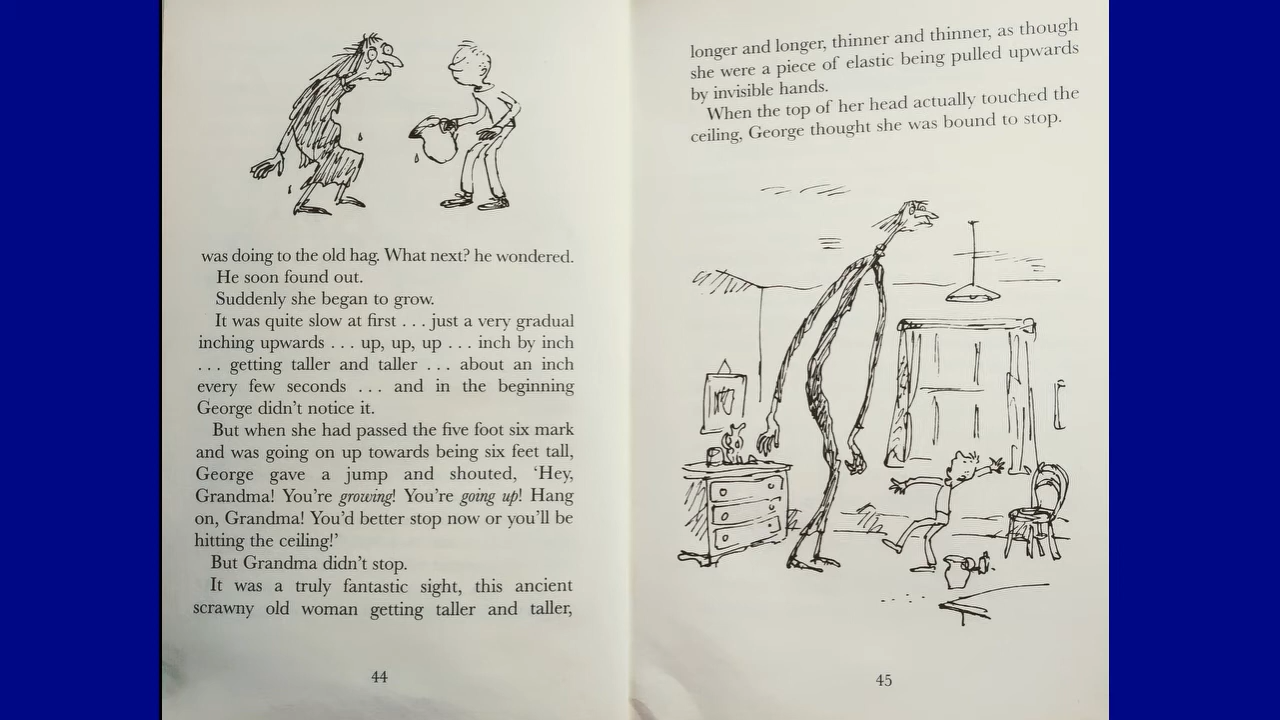 was doing to the old hag. What next? he wondered.
He soon found out.
Suddenly she began to grow.
It was quite slow at first . . . just a very gradual
inching upwards . . . up, up, up . . . inch by inch
. . . getting taller and taller . . . about an inch
every few seconds . . . and in the beginning
George didn't notice it.
But when she had passed the five foot six mark
and was going on up towards being six feet tall,
George gave a jump and shouted, ‘Hey,
Grandma! You're growing! You're going up! Hang
on, Grandma! You'd better stop now or you'll be
hitting the ceiling!’
But Grandma didn't stop.
It was a truly fantastic sight, this ancient
scrawny old woman getting taller and taller,
44
longer and longer, thinner and thinner, as though
she were a piece of elastic being pulled upwards
by invisible hands.
When the top of her head actually touched the
ceiling, George thought she was bound to stop.
45